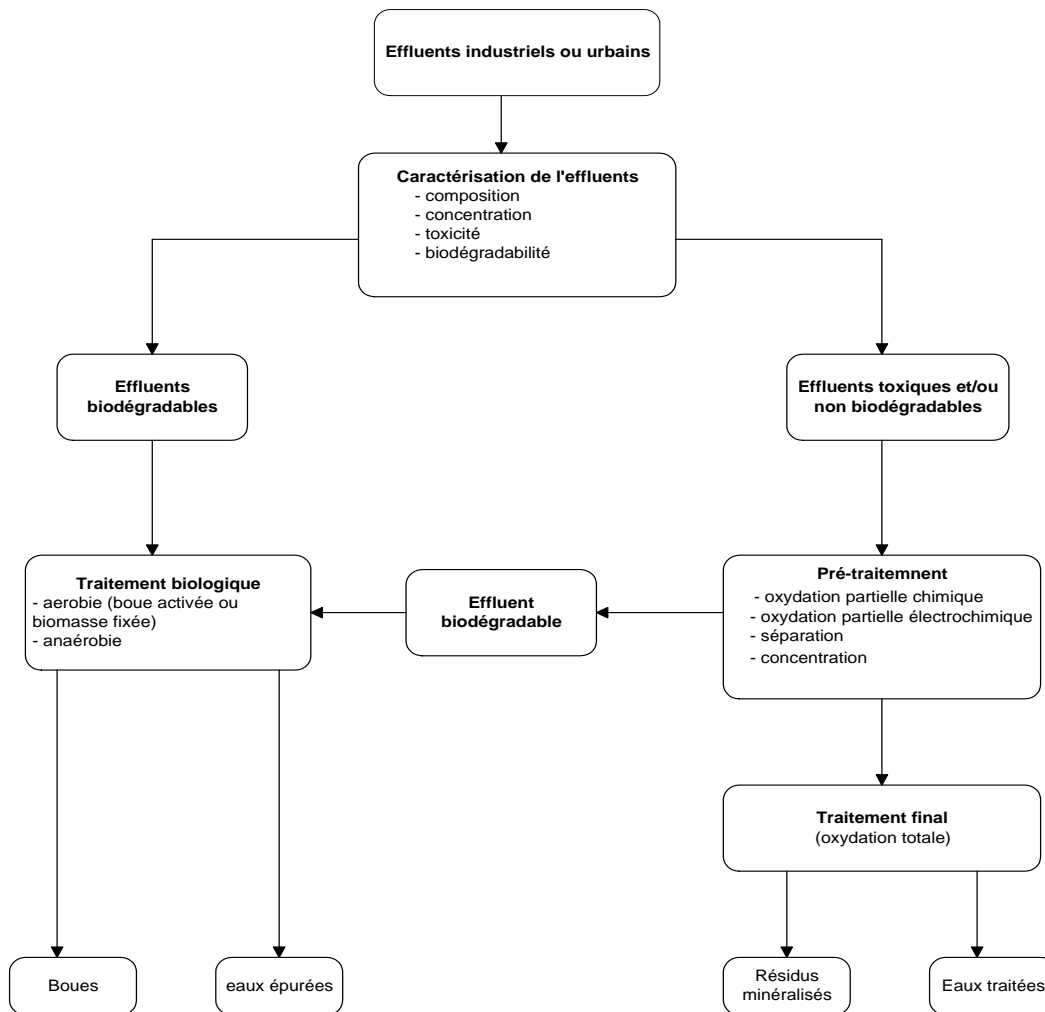 Effluents industriels ou urbains
Caractérisation de l'effluents
- composition
- concentration
- toxicité
- biodégradabilité
Effluents
biodégradables
Effluents toxiques et/ou
non biodégradables
Traitement biologique
- aerobie (boue activée ou
biomasse fixée)
- anaérobie
Effluent
biodégradable
Pré-traitemnent
- oxydation partielle chimique
- oxydation partielle électrochimique
- séparation
- concentration
Traitement final
(oxydation totale)
Boues
eaux épurées
Résidus
minéralisés
Eaux traitées